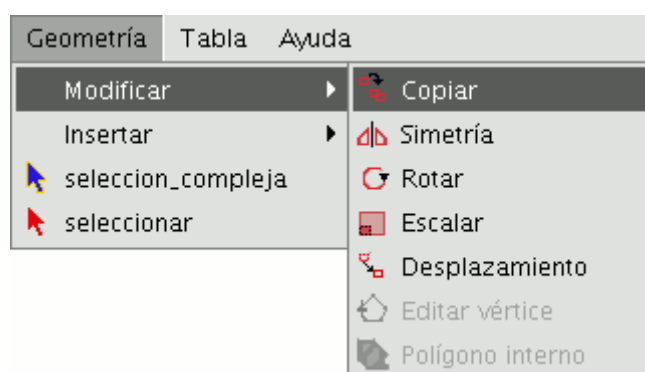 Geometría Tabla Ayuda
Modificar
Insertar
seleccion_compleja
seleccionar
Copiar
Simetría
Rotar
Escalar
Desplazamiento
Editar vértice
Polígono interno